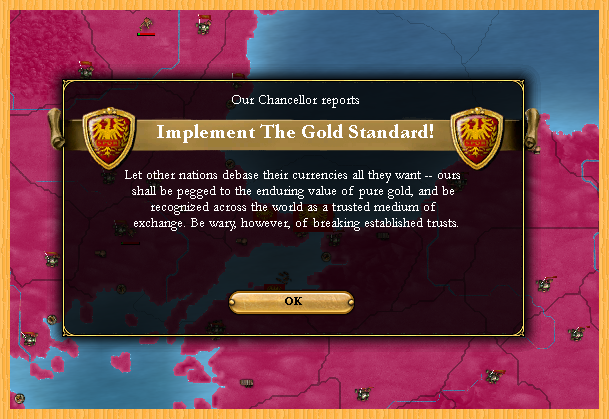 Our Chancellor reports
Implement The Gold Standard!
Let other nations debase their currencies all they want -- ours
shall be pegged to the enduring value of pure gold, and be
recognized across the world as a trusted medium of
exchange. Be wary, however, of breaking established trusts.
OK